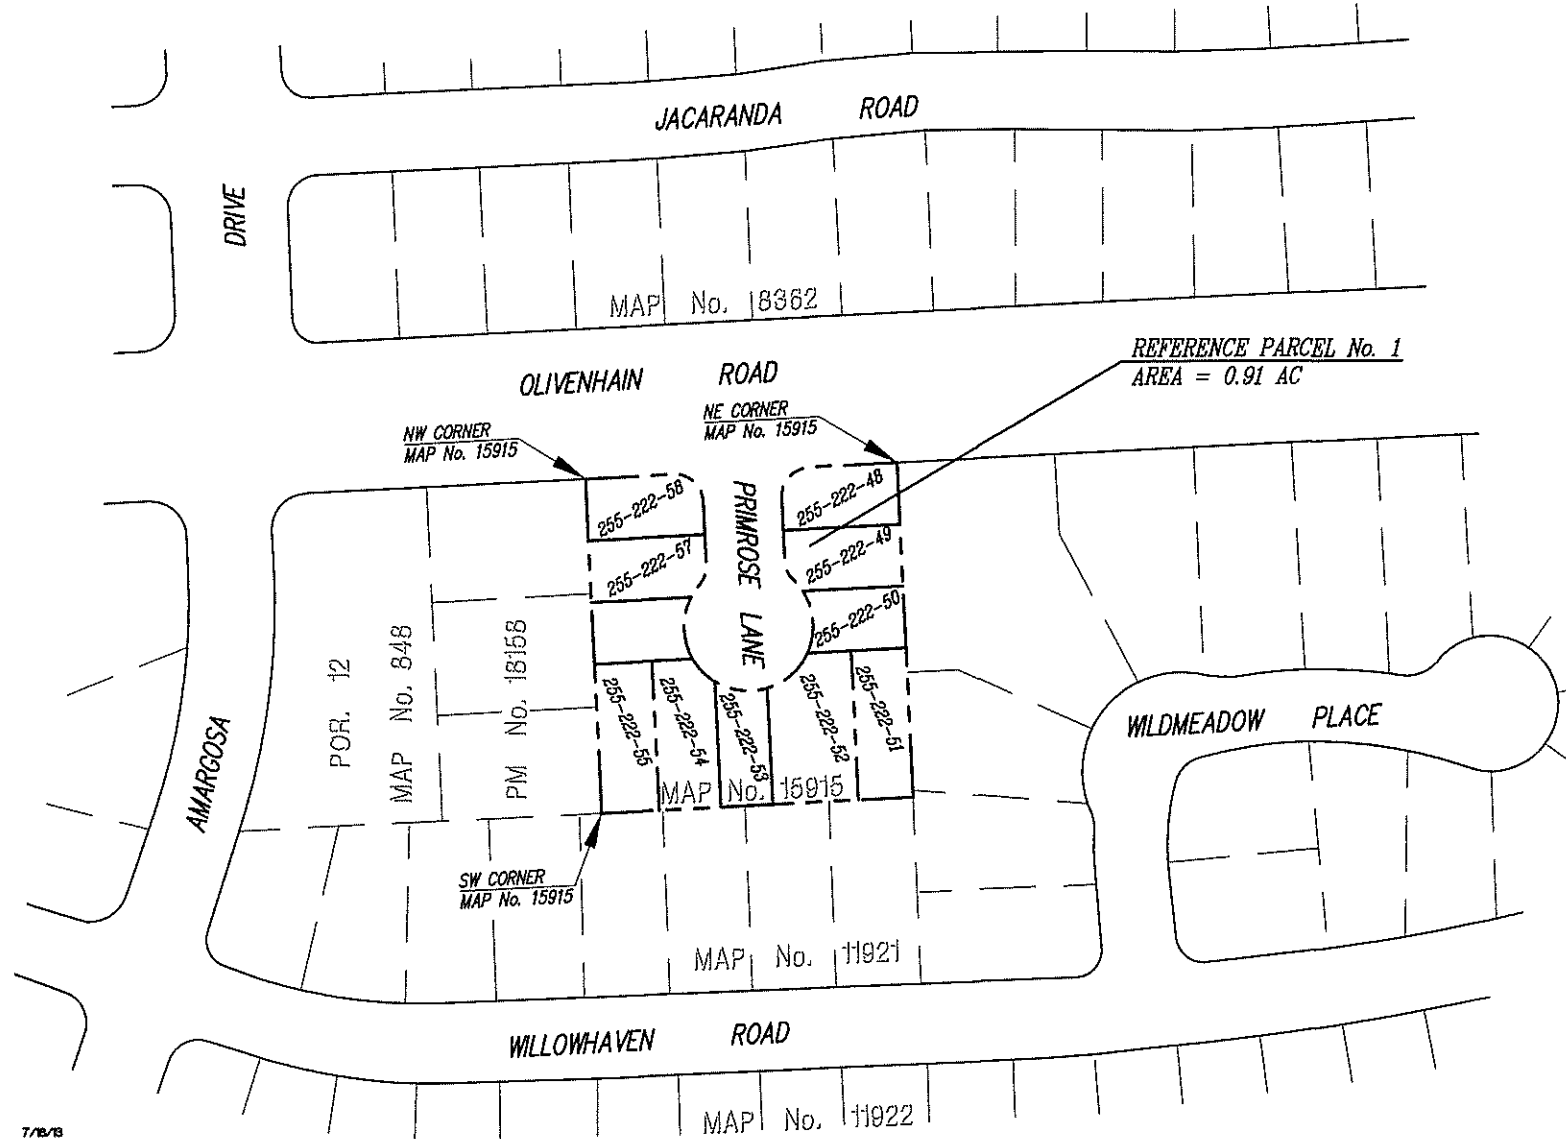 JACARANDA ROAD
DRIVE
MAP No. 8362
REFERENCE PARCEL No. 1
AREA = 0.91 AC
OLIVENHAIN ROAD
NE CORNER
MAP No. 15915
NW CORNER
MAP No. 15915
255-222-58
255-222-48
PRIMROSE LANE
255-222-57
255-222-49
255-222-50
255-222-55
255-222-54
255-222-53
255-222-52
255-222-51
MAP No. 15915
POR. 12
MAP No. 848
PM No. 18158
AMARGOSA
WILDMEADOW PLACE
SW CORNER
MAP No. 15915
MAP No. 11921
WILLOWHAVEN ROAD
MAP No. 11922
7/18/13